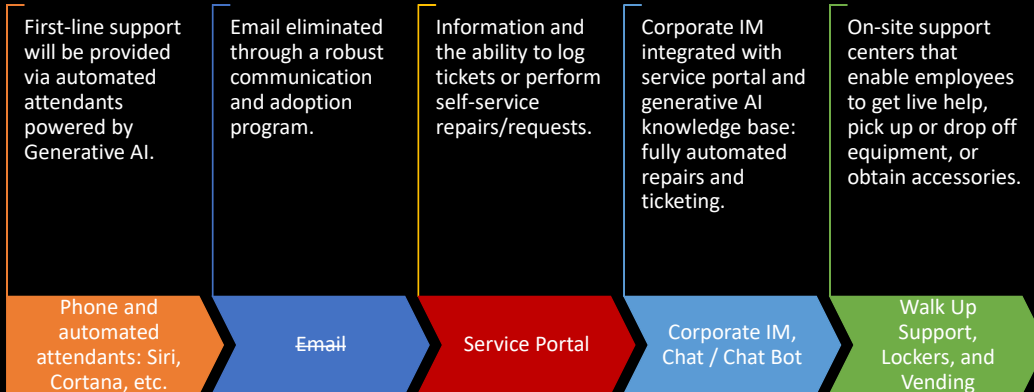 First-line support
will be provided
via automated
attendants
powered by
Generative AI.
Email eliminated
through a robust
communication
and adoption
program.
Information and
the ability to log
tickets or perform
self-service
repairs/requests.
Corporate IM
integrated with
service portal and
generative AI
knowledge base:
fully automated
repairs and
ticketing.
On-site support
centers that
enable employees
to get live help,
pick up or drop off
equipment, or
obtain accessories.
Phone and
automated
attendants: Siri,
Cortana, etc.
Email
Service Portal
Corporate IM,
Chat / Chat Bot
Walk Up
Support,
Lockers, and
Vending